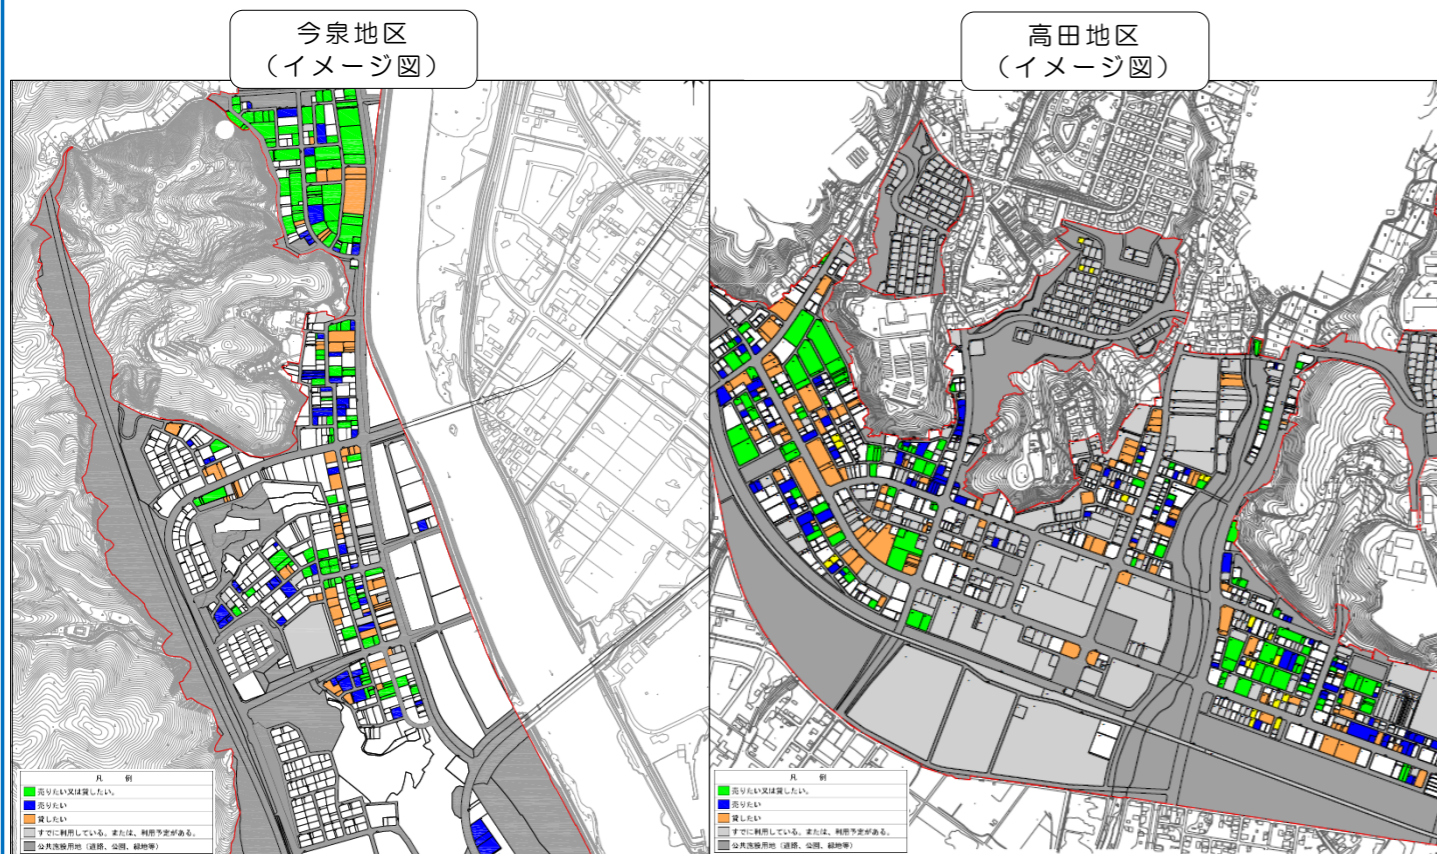 今泉地区
（イメージ図）
高田地区
（イメージ図）
凡　例
売りたい又は貸したい。
売りたい
貸したい
すでに利用している。または、利用予定がある。
公共施設用地（道路、公園、緑地等）
凡　例
売りたい又は貸したい。
売りたい
貸したい
すでに利用している。または、利用予定がある。
公共施設用地（道路、公園、緑地等）